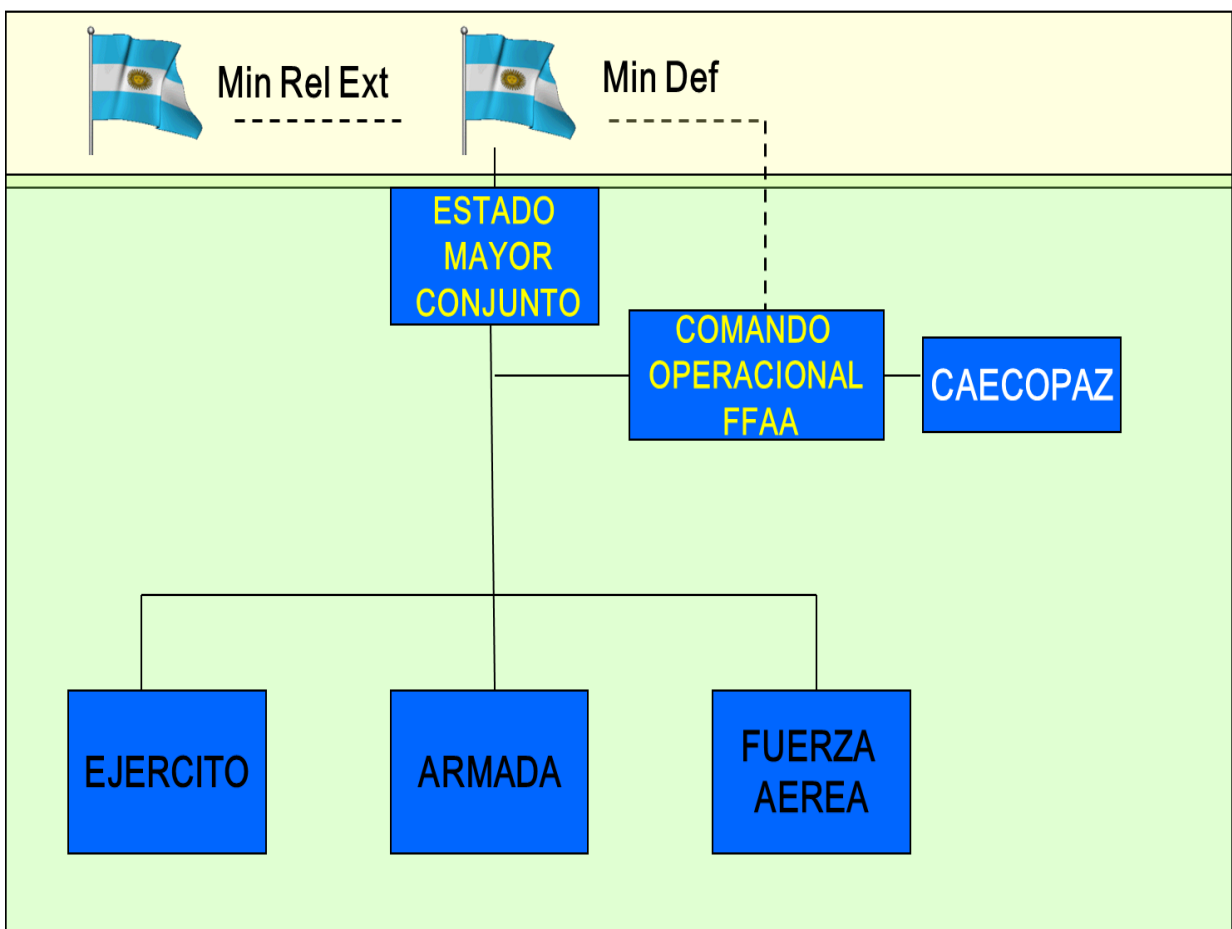 Min Rel Ext
Min Def
ESTADO
MAYOR
CONJUNTO
COMANDO
OPERACIONAL
FFAA
CAECOPAZ
EJERCITO
ARMADA
FUERZA
AEREA